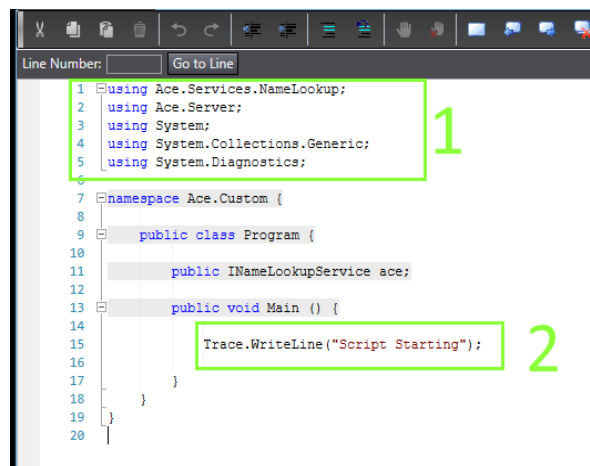 Line Number: Go to Line
1 using Ace.Services.NameLookup;
2 using Ace.Server;
3 using System;
4 using System.Collections.Generic;
5 using System.Diagnostics;
6
7 namespace Ace.Custom {
8
9 public class Program {
10
11 public INameLookupService ace;
12
13 public void Main () {
14
15 Trace.WriteLine("Script Starting");
16
17 }
18 }
19 }
20
1
2